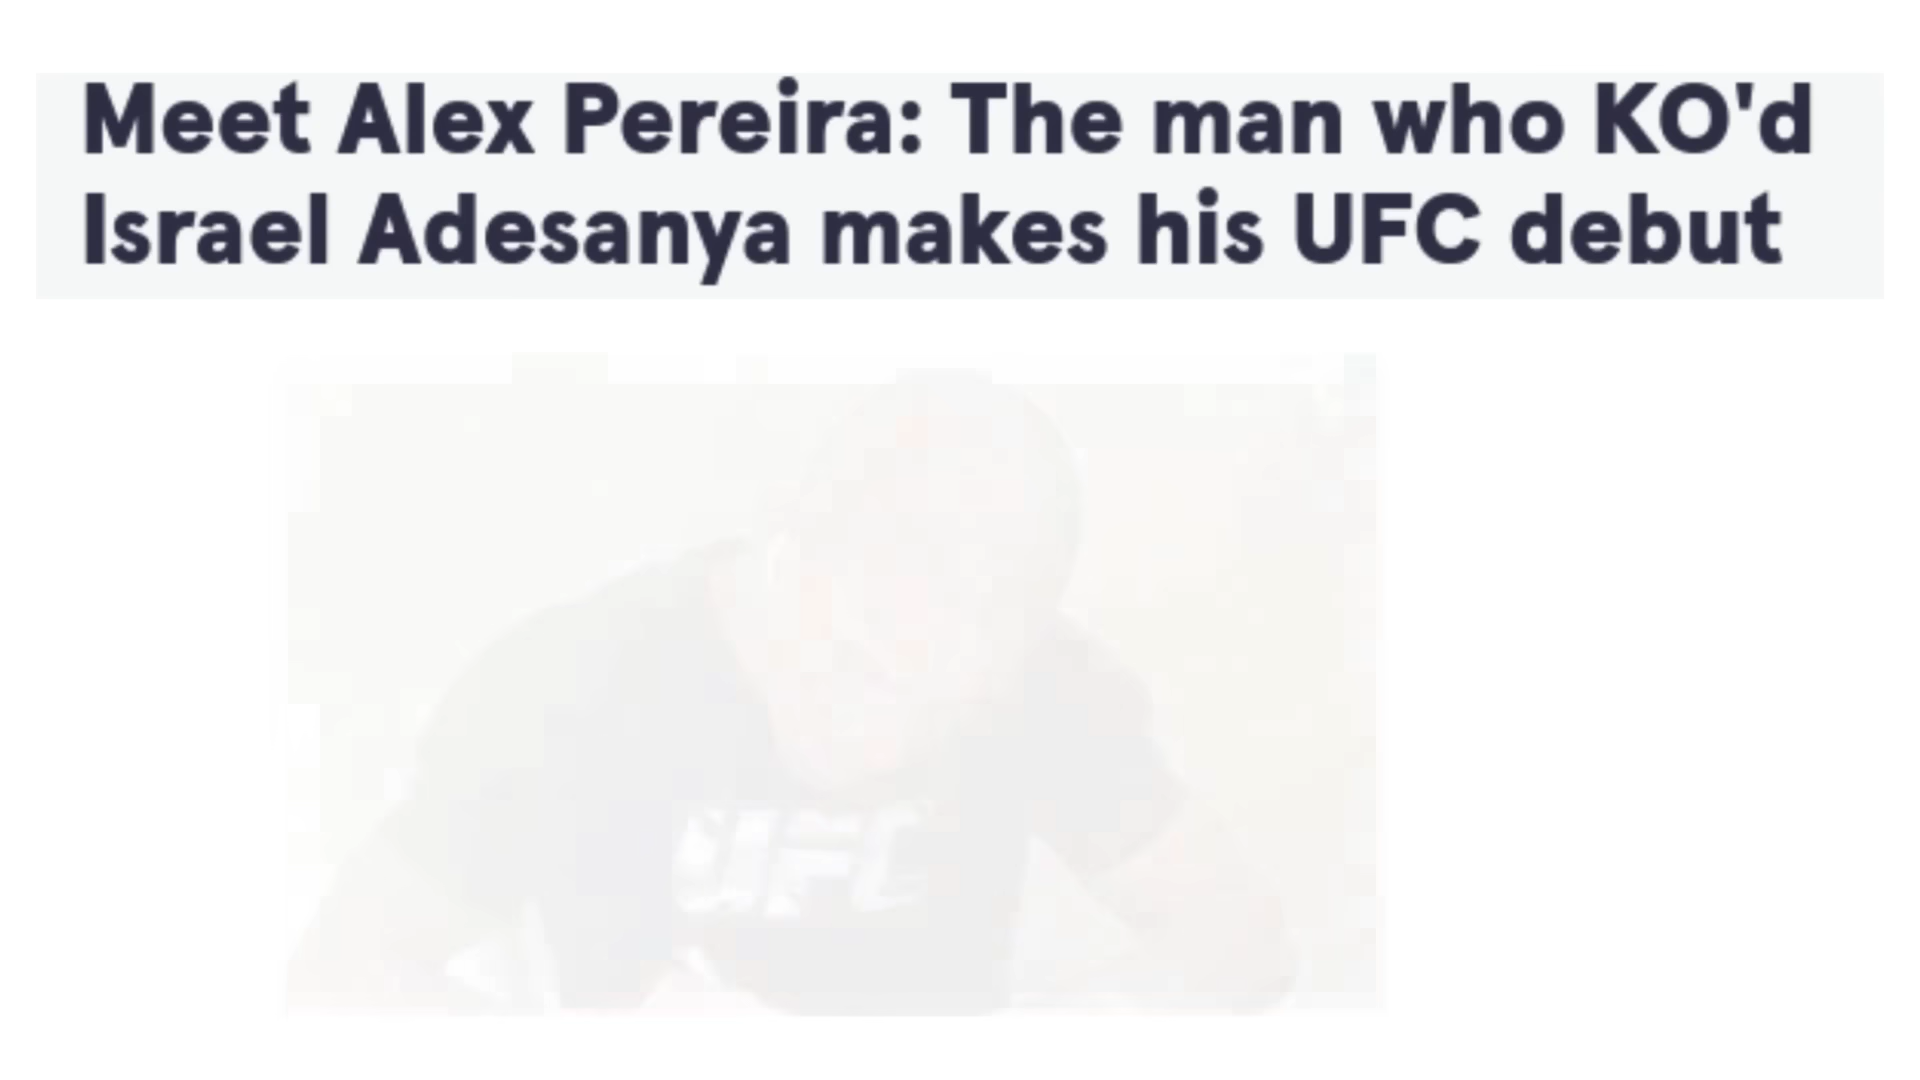 Meet Alex Pereira: The man who KO'd
Israel Adesanya makes his UFC debut
UFC